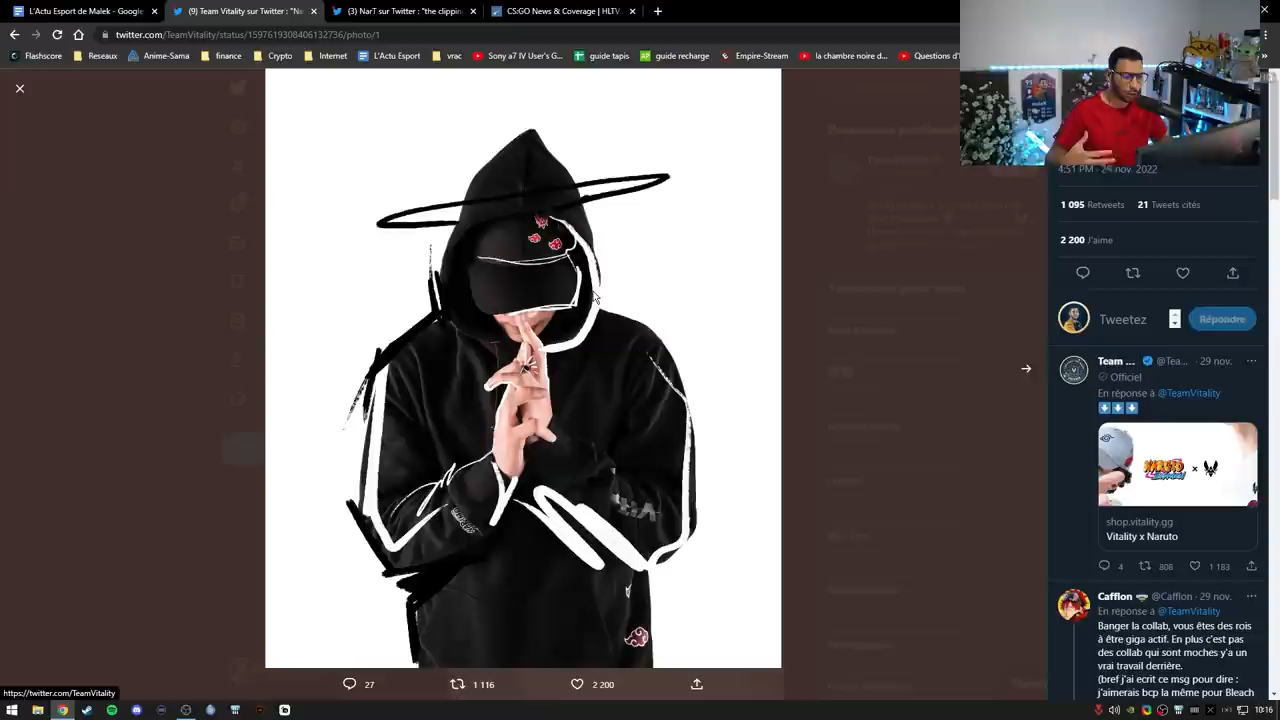 L'Actu Esport de Malek - Google
(9) Team Vitality sur Twitter : "Na
(3) NarT sur Twitter : "the clippin
CS:GO News & Coverage | HLTV
twitter.com/TeamVitality/status/1597619308406132736/photo/1
Flashscore
Reseaux
Anime-Sama
finance
Crypto
Internet
L'Actu Esport
vrac
Sony a7 IV User's G...
guide tapis
guide recharge
Empire-Stream
la chambre noire d...
Questions d'i
1 095 Retweets
21 Tweets cités
2 200 J'aime
Tweetez
Répondre
Team ... @Tea... · 29 nov.
Officiel
En réponse à @TeamVitality
NARUTO
shop.vitality.gg
Vitality x Naruto
4
808
1 183
Cafflon @Cafflon · 29 nov.
En réponse à @TeamVitality
Banger la collab, vous êtes des rois
à être giga actif. En plus c'est pas
des collab qui sont moches y'a un
vrai travail derrière.
(bref j'ai ecrit ce msg pour dire :
j'aimerais bcp la même pour Bleach
27
1 116
2 200
https://twitter.com/TeamVitality
10:16